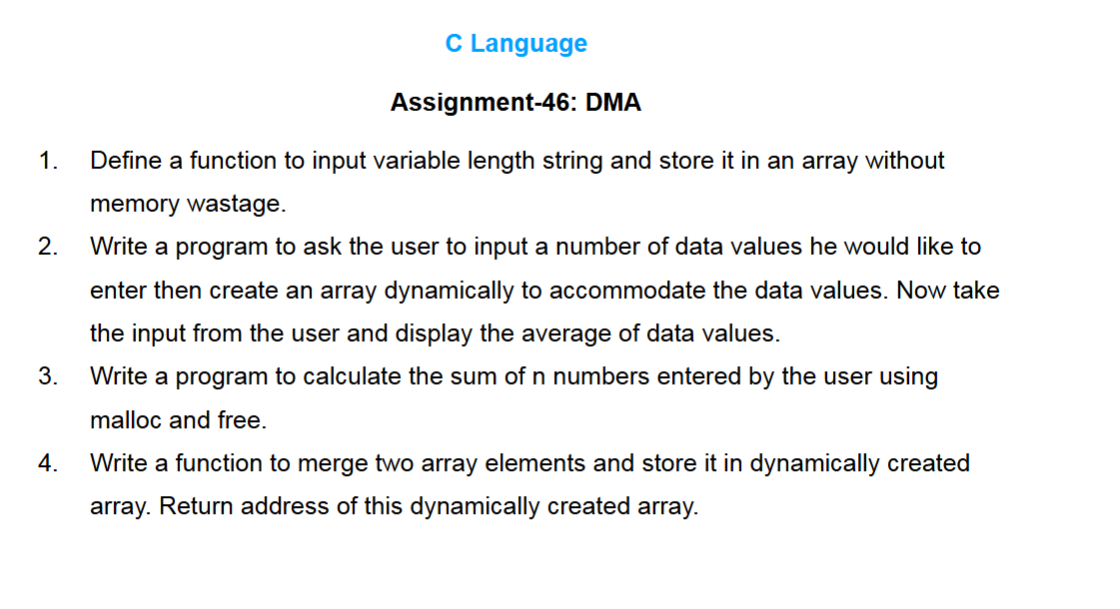 C Language
Assignment-46: DMA
1. Define a function to input variable length string and store it in an array without
memory wastage.
2. Write a program to ask the user to input a number of data values he would like to
enter then create an array dynamically to accommodate the data values. Now take
the input from the user and display the average of data values.
3. Write a program to calculate the sum of n numbers entered by the user using
malloc and free.
4. Write a function to merge two array elements and store it in dynamically created
array. Return address of this dynamically created array.